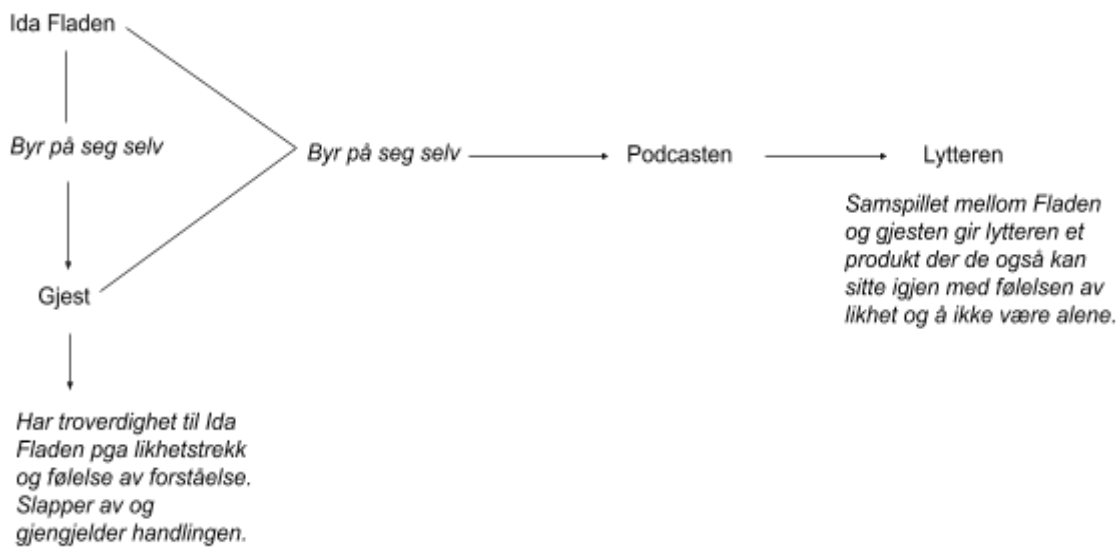 Ida Fladen
Byr på seg selv
Byr på seg selv
Podcasten
Lytteren
Samspillet mellom Fladen
og gjesten gir lytteren et
produkt der de også kan
sitte igjen med følelsen av
likhet og å ikke være alene.
Gjest
Har troverdighet til Ida
Fladen pga likhetstrekk
og følelse av forståelse.
Slapper av og
gjengjelder handlingen.